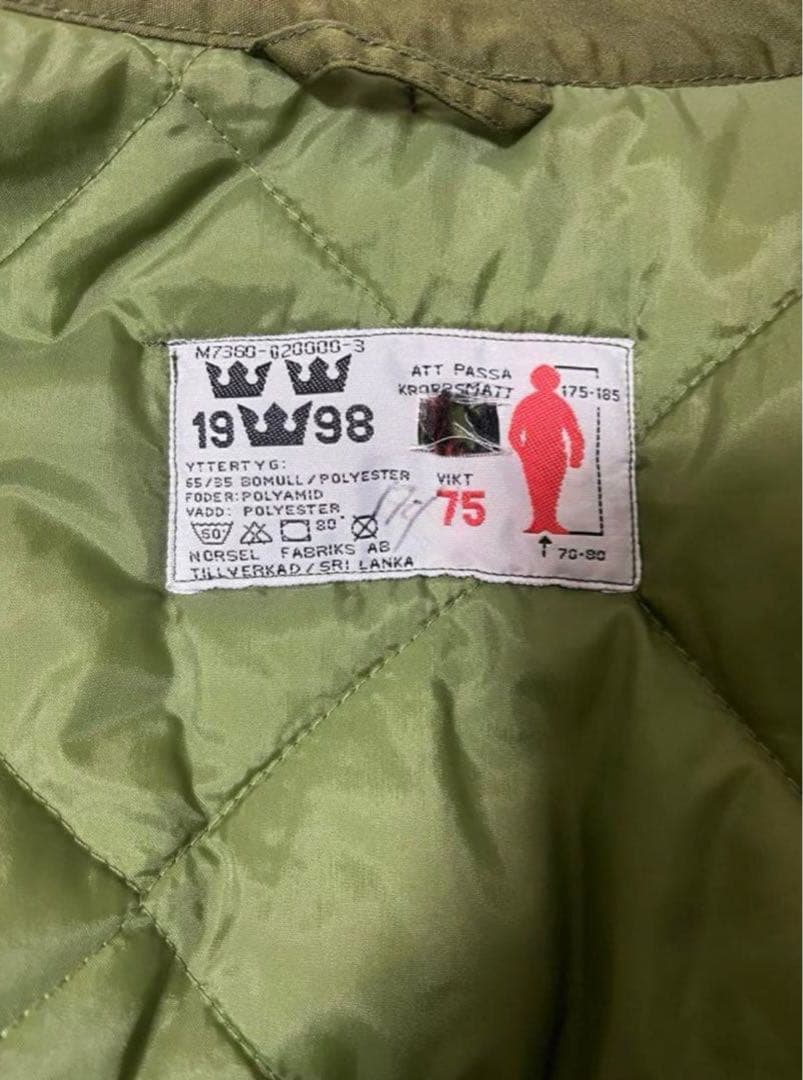 M7360-020000-3
1998
YTTERTYG:
65/35 BOMULL/POLYESTER
FODER:POLYAMID
VADD: POLYESTER
60° 80°
NORSEL FABRIKS AB
TILLVERKAD/SRI LANKA
ATT PASSA
KROPPSMÅTT
175-185
VIKT
75
70-80